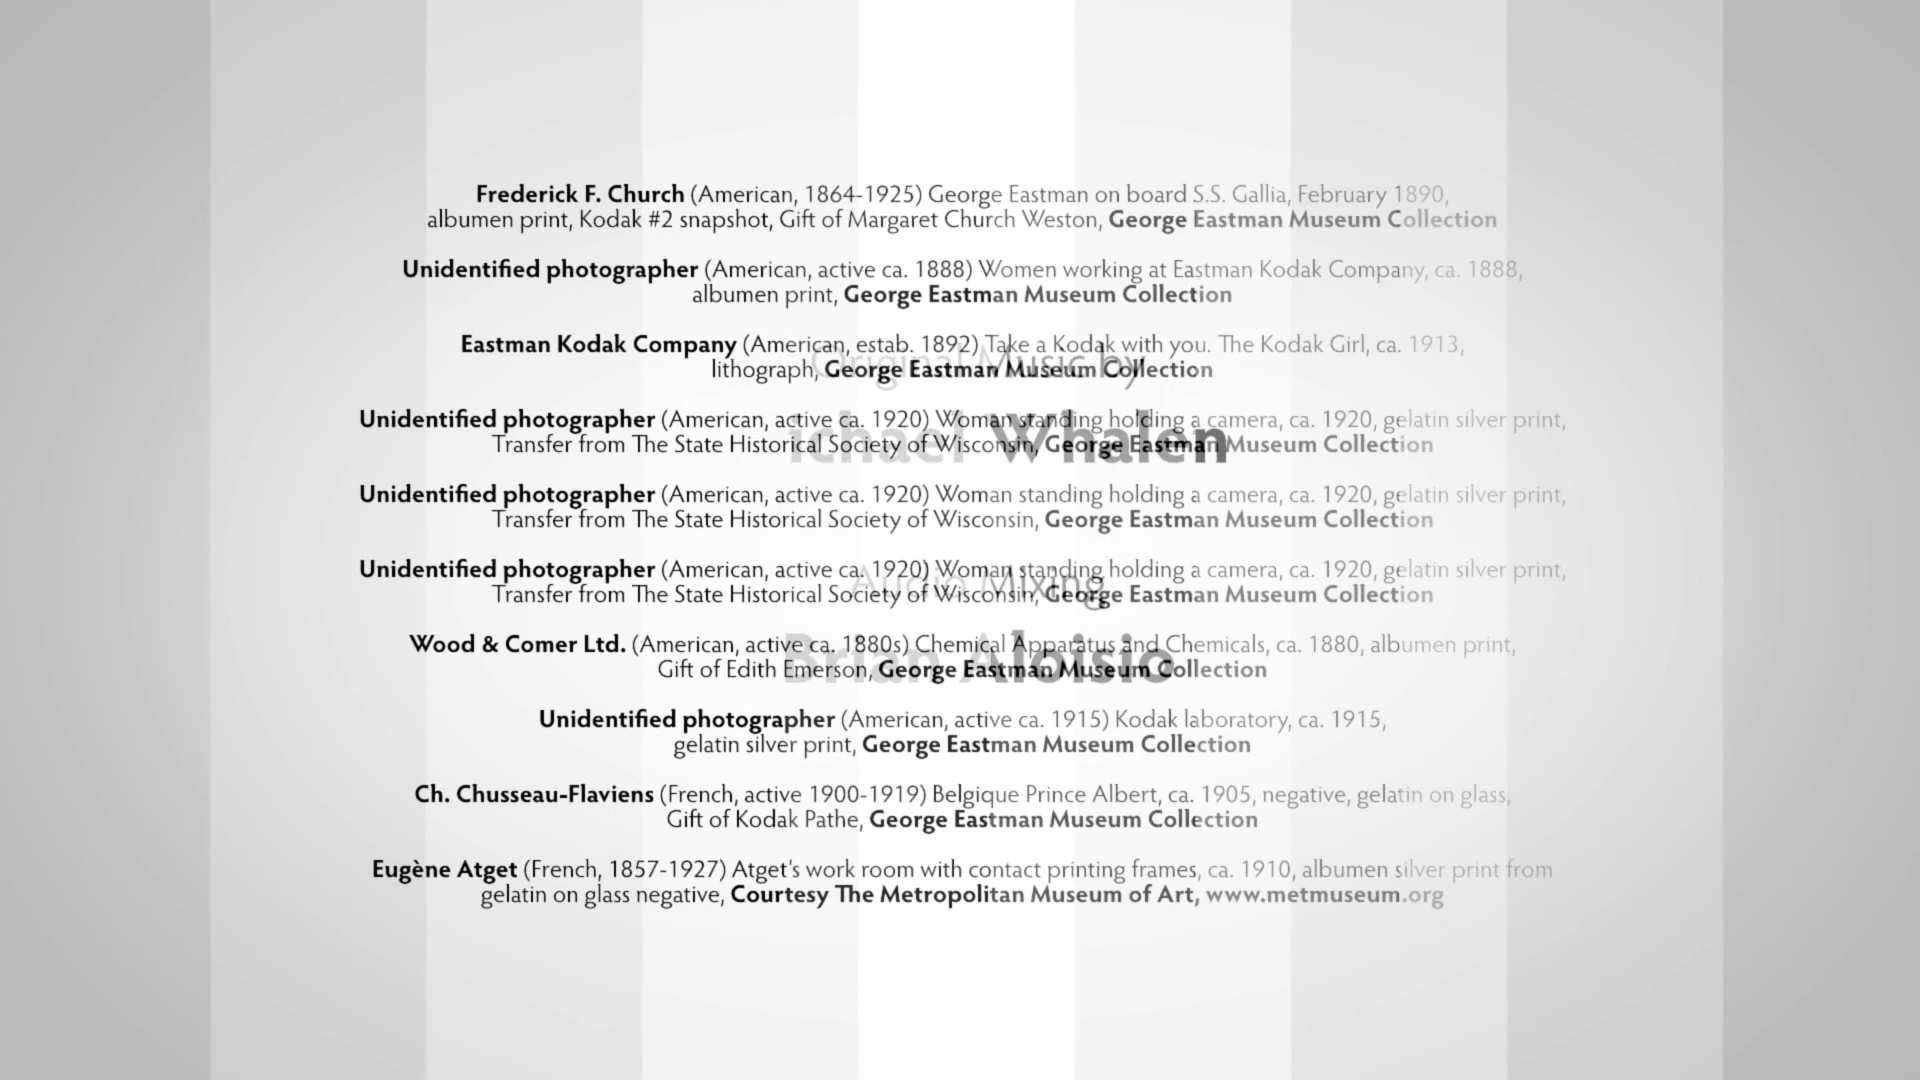 Frederick F. Church (American, 1864-1925) George Eastman on board S.S. Gallia, February 1890,
albumen print, Kodak #2 snapshot, Gift of Margaret Church Weston, George Eastman Museum Collection
Unidentified photographer (American, active ca. 1888) Women working at Eastman Kodak Company, ca. 1888,
albumen print, George Eastman Museum Collection
Eastman Kodak Company (American, estab. 1892) Take a Kodak with you. The Kodak Girl, ca. 1913,
Original Music by
lithograph, George Eastman Museum Collection
Unidentified photographer (American, active ca. 1920) Woman standing holding a camera, ca. 1920, gelatin silver print,
ichael Whalen
Transfer from The State Historical Society of Wisconsin, George Eastman Museum Collection
Unidentified photographer (American, active ca. 1920) Woman standing holding a camera, ca. 1920, gelatin silver print,
Transfer from The State Historical Society of Wisconsin, George Eastman Museum Collection
Unidentified photographer (American, active ca. 1920) Woman standing holding a camera, ca. 1920, gelatin silver print,
Audio Mixing
Transfer from The State Historical Society of Wisconsin, George Eastman Museum Collection
Wood & Comer Ltd. (American, active ca. 1880s) Chemical Apparatus and Chemicals, ca. 1880, albumen print,
Brian Aloisio
Gift of Edith Emerson, George Eastman Museum Collection
Unidentified photographer (American, active ca. 1915) Kodak laboratory, ca. 1915,
gelatin silver print, George Eastman Museum Collection
Ch. Chusseau-Flaviens (French, active 1900-1919) Belgique Prince Albert, ca. 1905, negative, gelatin on glass,
Gift of Kodak Pathe, George Eastman Museum Collection
Eugène Atget (French, 1857-1927) Atget's work room with contact printing frames, ca. 1910, albumen silver print from
gelatin on glass negative, Courtesy The Metropolitan Museum of Art, www.metmuseum.org